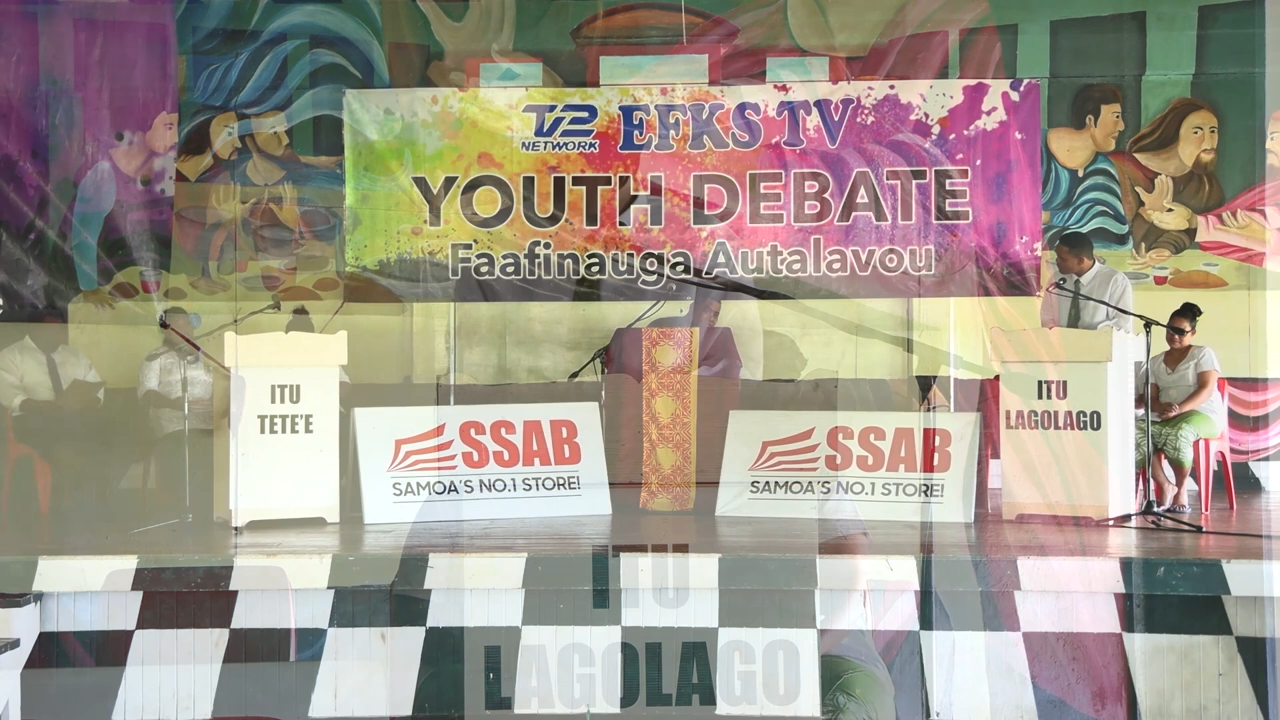 TV2 EFKS TV
NETWORK
YOUTH DEBATE
Faafinauga Autalavou
ITU
TETE'E
SSAB
SAMOA'S NO.1 STORE!
SSAB
SAMOA'S NO.1 STORE!
ITU
LAGOLAGO
ITU
LAGOLAGO